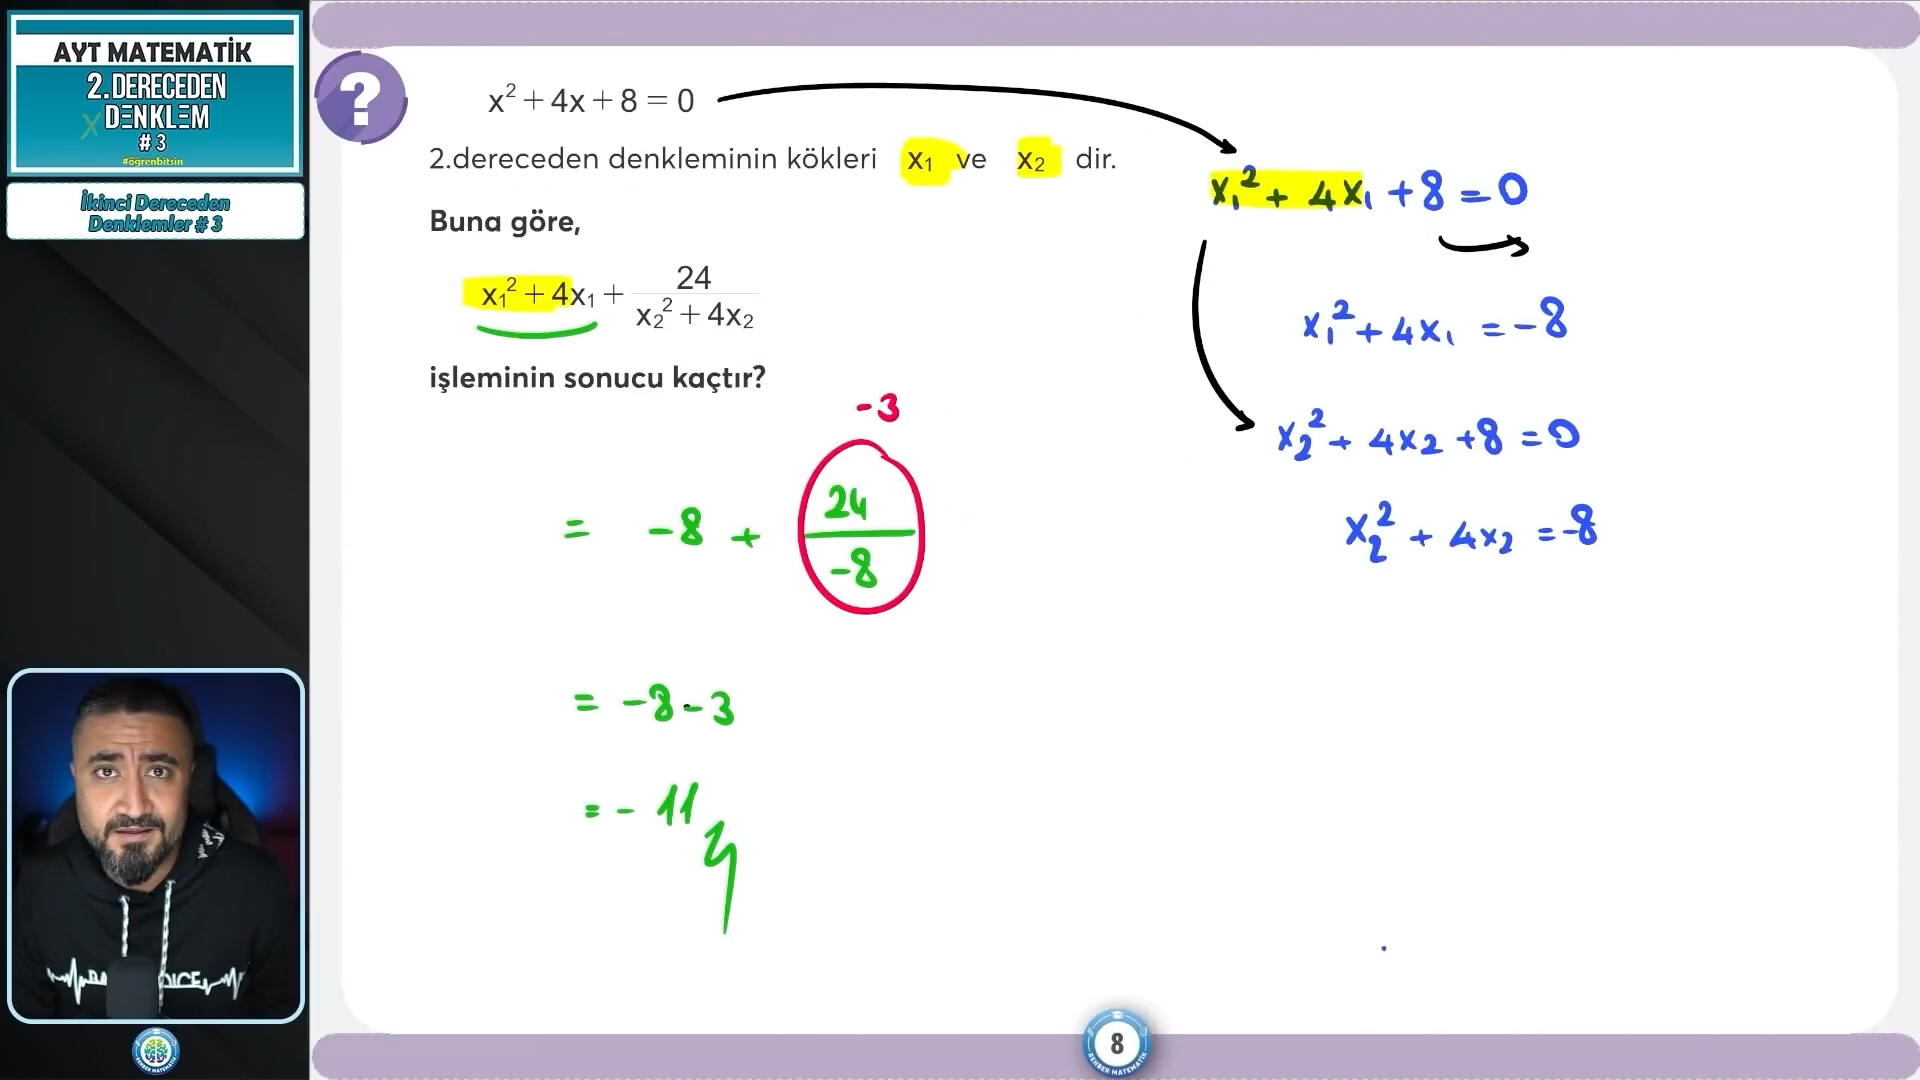 AYT MATEMATİK
2. DERECEDEN
DENKLEM
# 3
#öğrenbitsin
İkinci Dereceden
Denklemler # 3
?
x² + 4x + 8 = 0
2.dereceden denkleminin kökleri x₁ ve x₂ dir.
Buna göre,
x₁² + 4x₁ + 24 / (x₂² + 4x₂)
işleminin sonucu kaçtır?
-3
= -8 + 24 / -8
= -8 - 3
= - 11
x₁² + 4x₁ + 8 = 0
x₁² + 4x₁ = -8
x₂² + 4x₂ + 8 = 0
x₂² + 4x₂ = -8
8
REHBER MATEMATİK